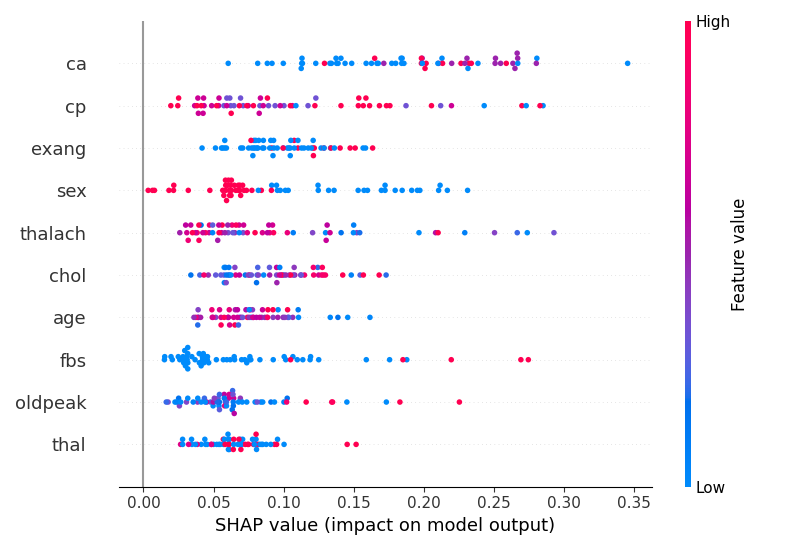 High
ca
cp
exang
sex
thalach
chol
age
fbs
oldpeak
thal
Feature value
Low
0.00 0.05 0.10 0.15 0.20 0.25 0.30 0.35
SHAP value (impact on model output)